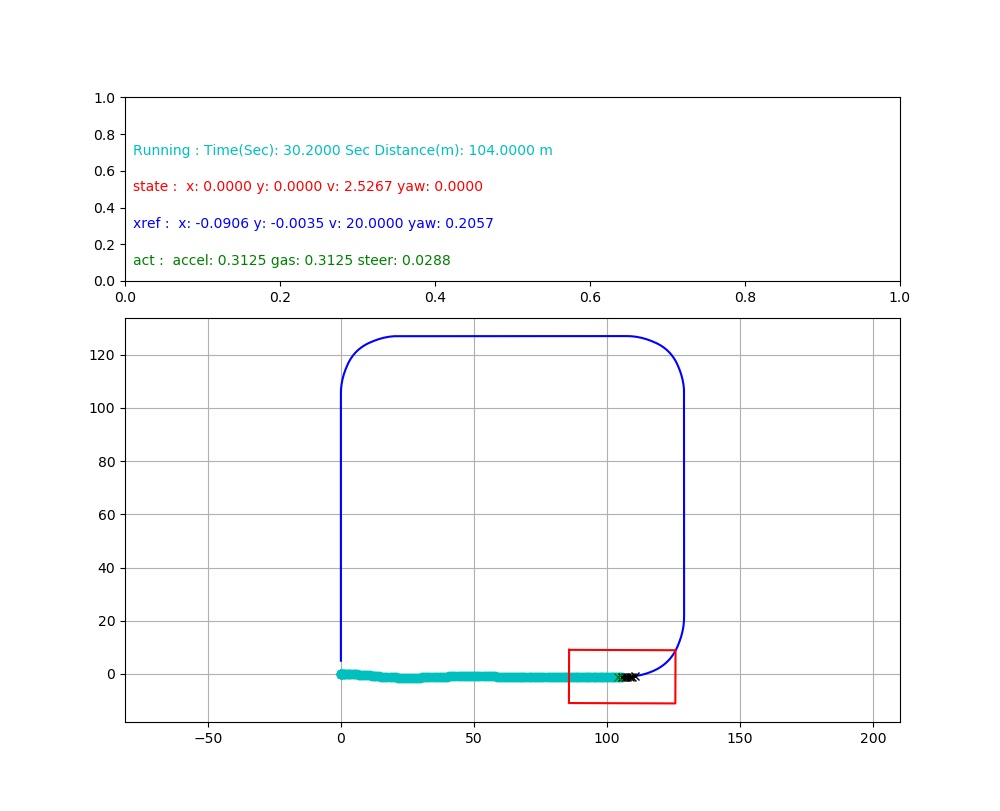 1.0
0.8
Running : Time(Sec): 30.2000 Sec Distance(m): 104.0000 m
0.6
state :  x: 0.0000 y: 0.0000 v: 2.5267 yaw: 0.0000
0.4
xref :  x: -0.0906 y: -0.0035 v: 20.0000 yaw: 0.2057
0.2
act :  accel: 0.3125 gas: 0.3125 steer: 0.0288
0.0
0.0 0.2 0.4 0.6 0.8 1.0
120
100
80
60
40
20
0
−50 0 50 100 150 200